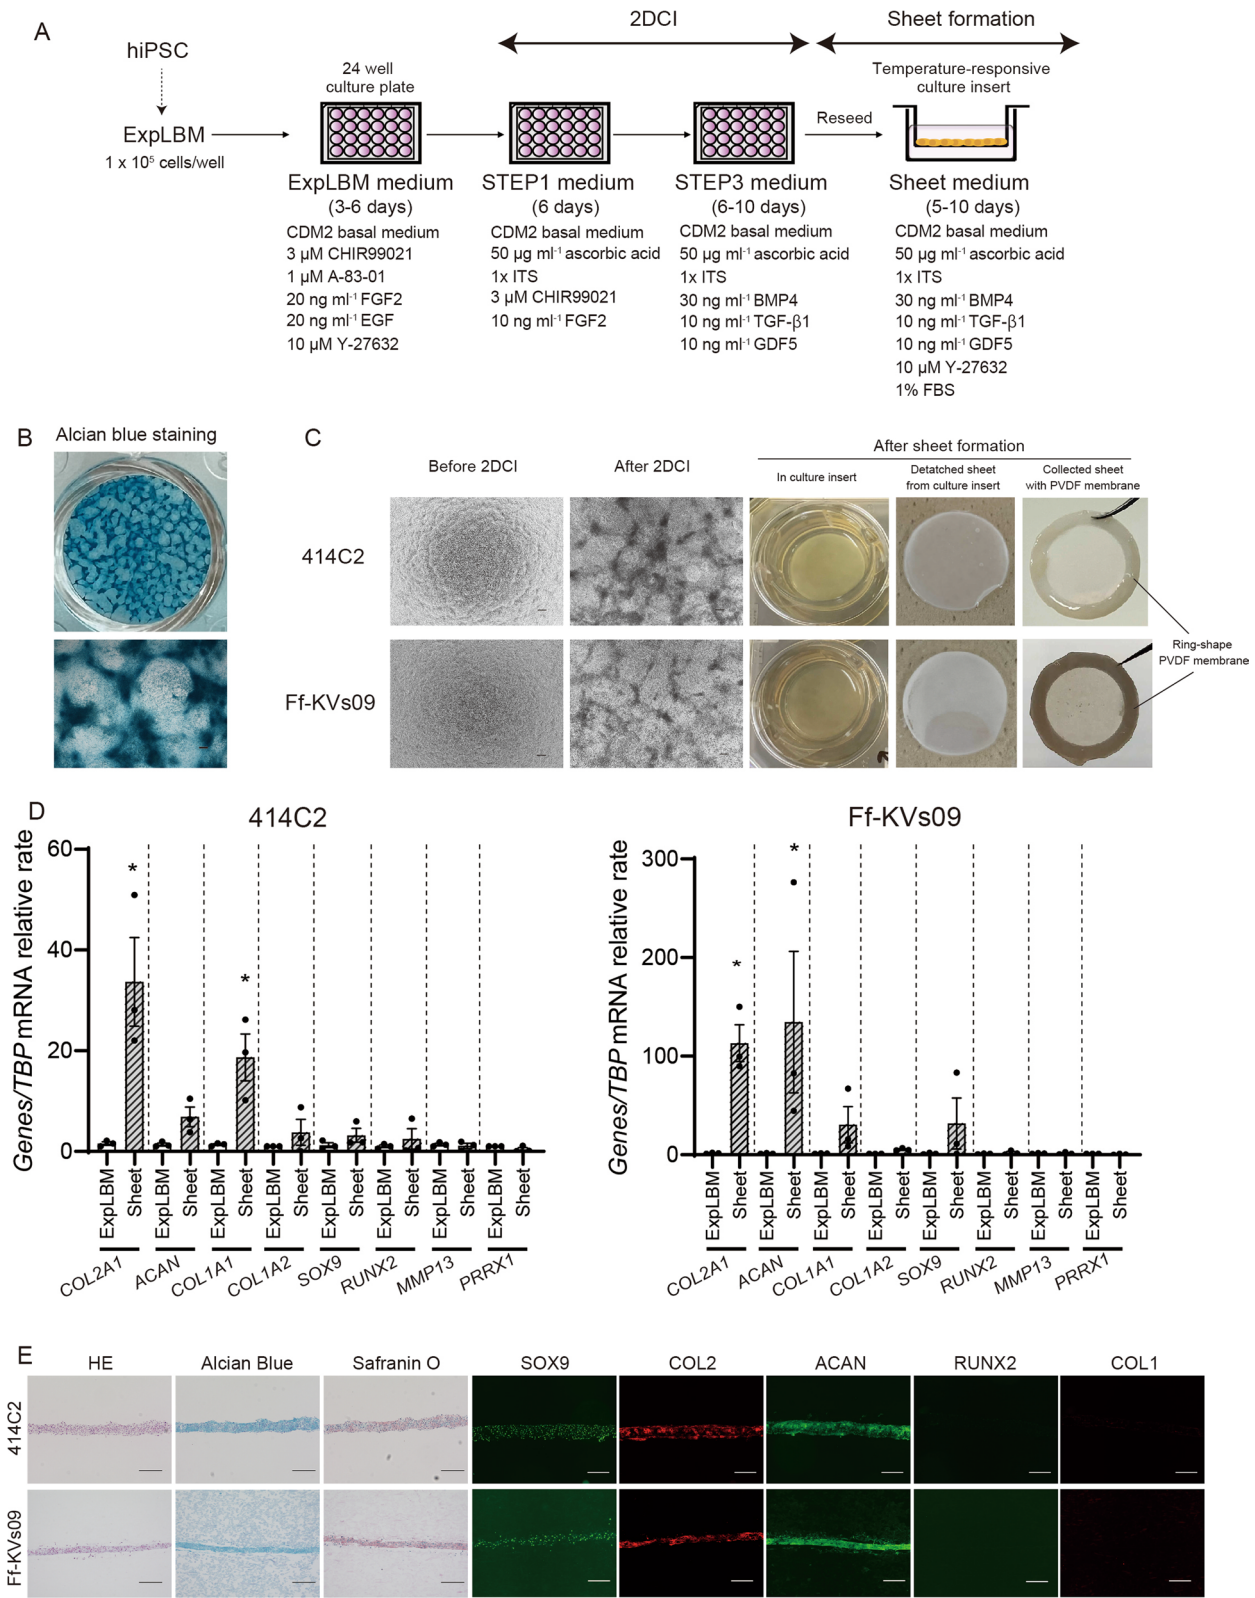 A
2DCI
Sheet formation
hiPSC
24 well
culture plate
Temperature-responsive
culture insert
ExpLBM
1 x 10⁵ cells/well
Reseed
ExpLBM medium
(3-6 days)
CDM2 basal medium
3 µM CHIR99021
1 µM A-83-01
20 ng ml⁻¹ FGF2
20 ng ml⁻¹ EGF
10 µM Y-27632
STEP1 medium
(6 days)
CDM2 basal medium
50 µg ml⁻¹ ascorbic acid
1x ITS
3 µM CHIR99021
10 ng ml⁻¹ FGF2
STEP3 medium
(6-10 days)
CDM2 basal medium
50 µg ml⁻¹ ascorbic acid
1x ITS
30 ng ml⁻¹ BMP4
10 ng ml⁻¹ TGF-β1
10 ng ml⁻¹ GDF5
Sheet medium
(5-10 days)
CDM2 basal medium
50 µg ml⁻¹ ascorbic acid
1x ITS
30 ng ml⁻¹ BMP4
10 ng ml⁻¹ TGF-β1
10 ng ml⁻¹ GDF5
10 µM Y-27632
1% FBS
B
Alcian blue staining
C
Before 2DCI
After 2DCI
After sheet formation
In culture insert
Detatched sheet
from culture insert
Collected sheet
with PVDF membrane
414C2
Ff-KVs09
Ring-shape
PVDF membrane
D
414C2
Genes/TBP mRNA relative rate
60
40
20
0
*
*
ExpLBM
Sheet
ExpLBM
Sheet
ExpLBM
Sheet
ExpLBM
Sheet
ExpLBM
Sheet
ExpLBM
Sheet
ExpLBM
Sheet
ExpLBM
Sheet
COL2A1
ACAN
COL1A1
COL1A2
SOX9
RUNX2
MMP13
PRRX1
Ff-KVs09
Genes/TBP mRNA relative rate
300
200
100
0
*
*
ExpLBM
Sheet
ExpLBM
Sheet
ExpLBM
Sheet
ExpLBM
Sheet
ExpLBM
Sheet
ExpLBM
Sheet
ExpLBM
Sheet
ExpLBM
Sheet
COL2A1
ACAN
COL1A1
COL1A2
SOX9
RUNX2
MMP13
PRRX1
E
HE
Alcian Blue
Safranin O
SOX9
COL2
ACAN
RUNX2
COL1
414C2
Ff-KVs09